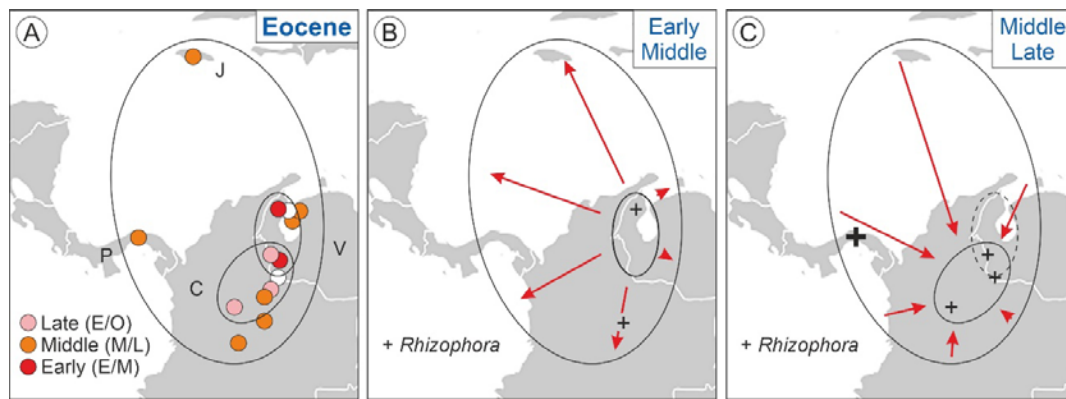 A
Eocene
J
P
V
C
Late (E/O)
Middle (M/L)
Early (E/M)
B
Early
Middle
+
+
+ Rhizophora
C
Middle
Late
+
+
+
+
+ Rhizophora